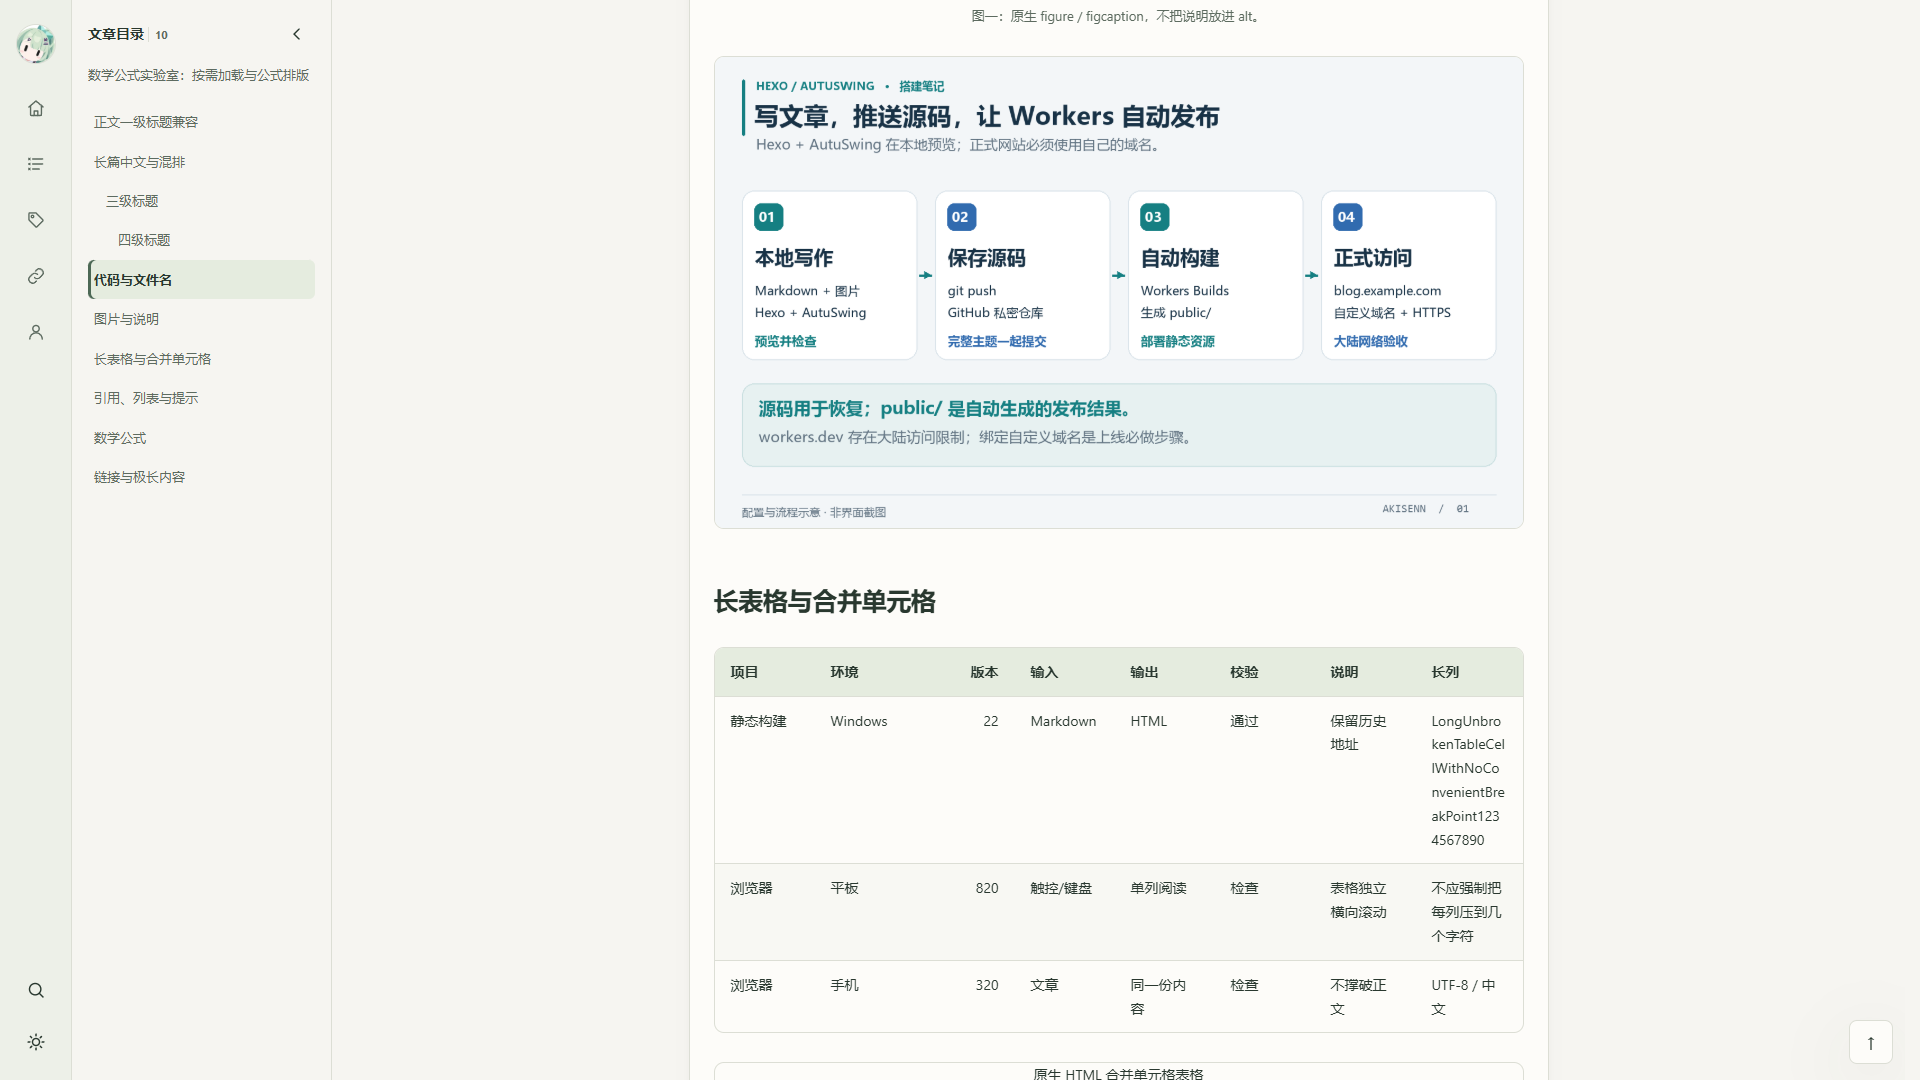 文章目录 10
数学公式实验室：按需加载与公式排版
正文一级标题兼容
长篇中文与混排
三级标题
四级标题
代码与文件名
图片与说明
长表格与合并单元格
引用、列表与提示
数学公式
链接与极长内容
图一：原生 figure / figcaption，不把说明放进 alt。
HEXO / AUTUSWING • 搭建笔记
写文章，推送源码，让 Workers 自动发布
Hexo + AutuSwing 在本地预览；正式网站必须使用自己的域名。
01
本地写作
Markdown + 图片
Hexo + AutuSwing
预览并检查
02
保存源码
git push
GitHub 私密仓库
完整主题一起提交
03
自动构建
Workers Builds
生成 public/
部署静态资源
04
正式访问
blog.example.com
自定义域名 + HTTPS
大陆网络验收
源码用于恢复；public/ 是自动生成的发布结果。
workers.dev 存在大陆访问限制；绑定自定义域名是上线必做步骤。
配置与流程示意 · 非界面截图
AKISENN / 01
长表格与合并单元格
项目 环境 版本 输入 输出 校验 说明 长列
静态构建 Windows 22 Markdown HTML 通过 保留历史 LongUnbro
地址 kenTableCel
lWithNoCo
nvenientBre
akPoint123
4567890
浏览器 平板 820 触控/键盘 单列阅读 检查 表格独立 不应强制把
横向滚动 每列压到几
个字符
浏览器 手机 320 文章 同一份内 检查 不撑破正 UTF-8 / 中
容 文 文
原生 HTML 合并单元格表格
↑